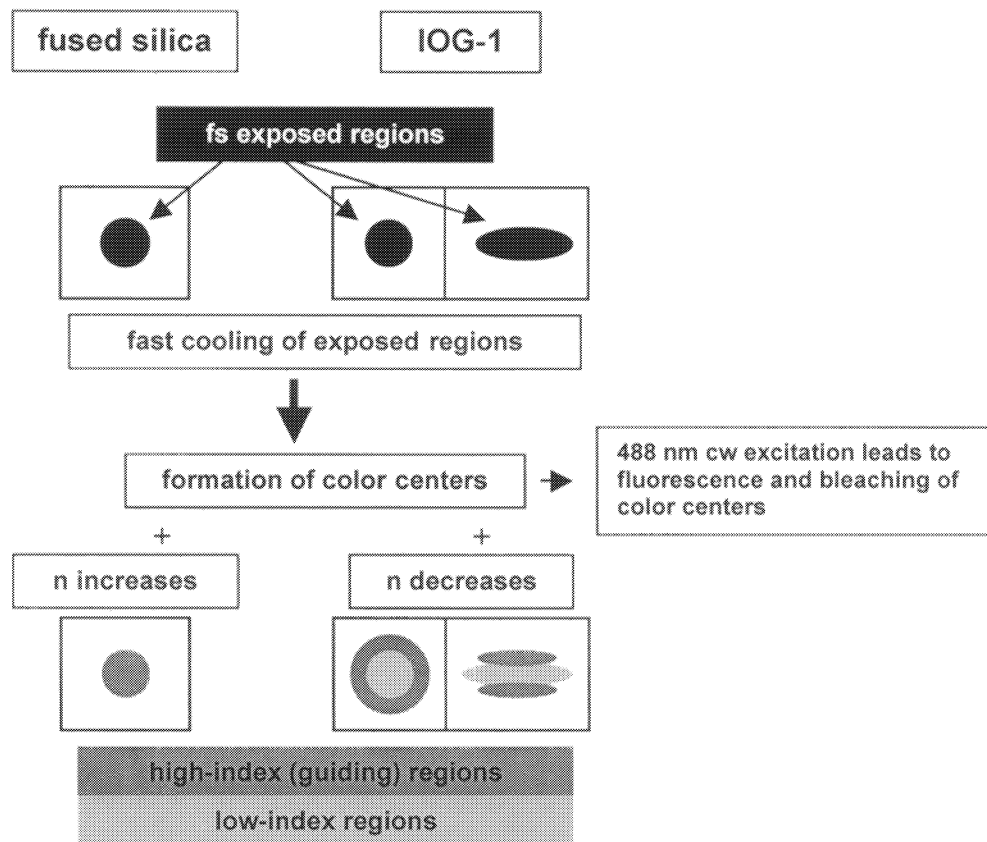 fused silica
IOG-1
fs exposed regions
fast cooling of exposed regions
formation of color centers
488 nm cw excitation leads to
fluorescence and bleaching of
color centers
+
+
n increases
n decreases
high-index (guiding) regions
low-index regions